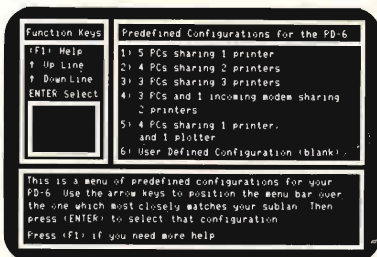 Function Keys
(F1) Help
↑ Up Line
↑ Down Line
ENTER Select
Predefined Configurations for the PD-6
1) 5 PCs sharing 1 printer
2) 4 PCs sharing 2 printers
3) 3 PCs sharing 3 printers
4) 3 PCs and 1 incoming modem sharing
2 printers
5) 4 PCs sharing 1 printer,
and 1 plotter
6) User Defined Configuration (blank)
This is a menu of predefined configurations for your
PD-6. Use the arrow keys to position the menu bar over
the one which most closely matches your sublan. Then
press (ENTER) to select that configuration
Press (F1) if you need more help